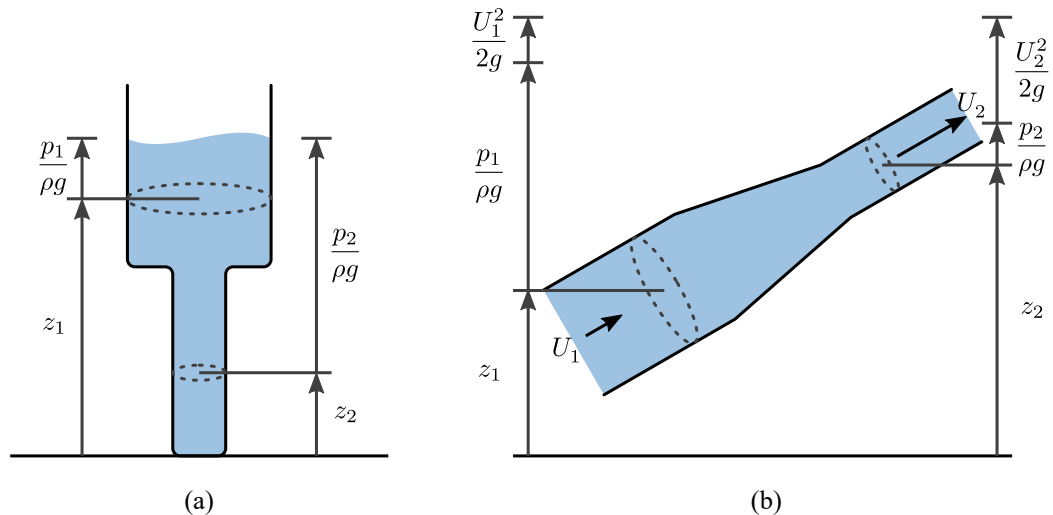 p₁/ρg
z₁
p₂/ρg
z₂
(a)
U₁²/2g
p₁/ρg
z₁
U₁
U₂
U₂²/2g
p₂/ρg
z₂
(b)